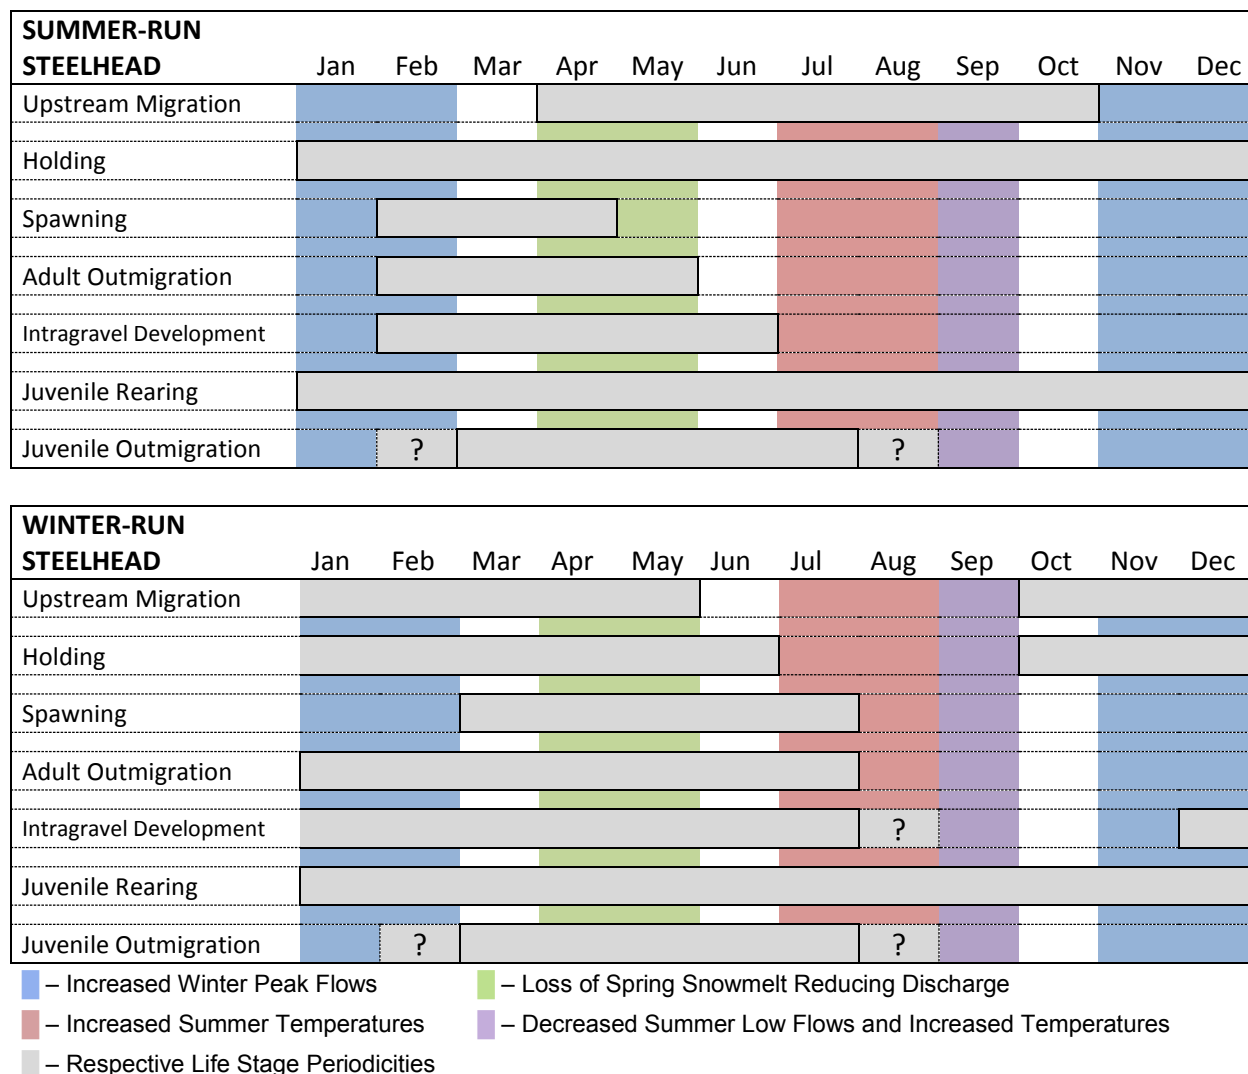 SUMMER-RUN
STEELHEAD Jan Feb Mar Apr May Jun Jul Aug Sep Oct Nov Dec
Upstream Migration
Holding
Spawning
Adult Outmigration
Intragravel Development
Juvenile Rearing
Juvenile Outmigration ? ?
WINTER-RUN
STEELHEAD Jan Feb Mar Apr May Jun Jul Aug Sep Oct Nov Dec
Upstream Migration
Holding
Spawning
Adult Outmigration
Intragravel Development ?
Juvenile Rearing
Juvenile Outmigration ? ?
– Increased Winter Peak Flows – Loss of Spring Snowmelt Reducing Discharge
– Increased Summer Temperatures – Decreased Summer Low Flows and Increased Temperatures
– Respective Life Stage Periodicities